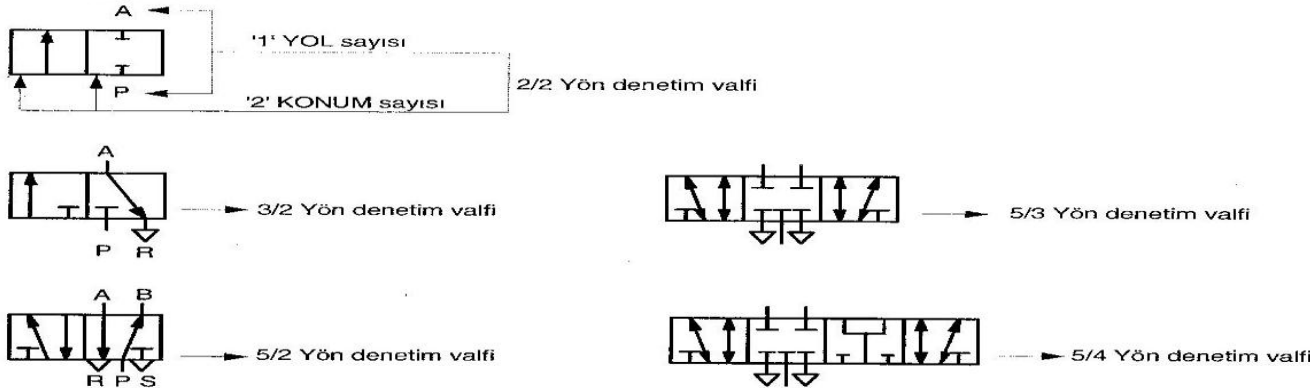 A
'1' YOL sayısı
2/2 Yön denetim valfi
P
'2' KONUM sayısı
A
3/2 Yön denetim valfi
P R
5/3 Yön denetim valfi
A B
5/2 Yön denetim valfi
R P S
5/4 Yön denetim valfi